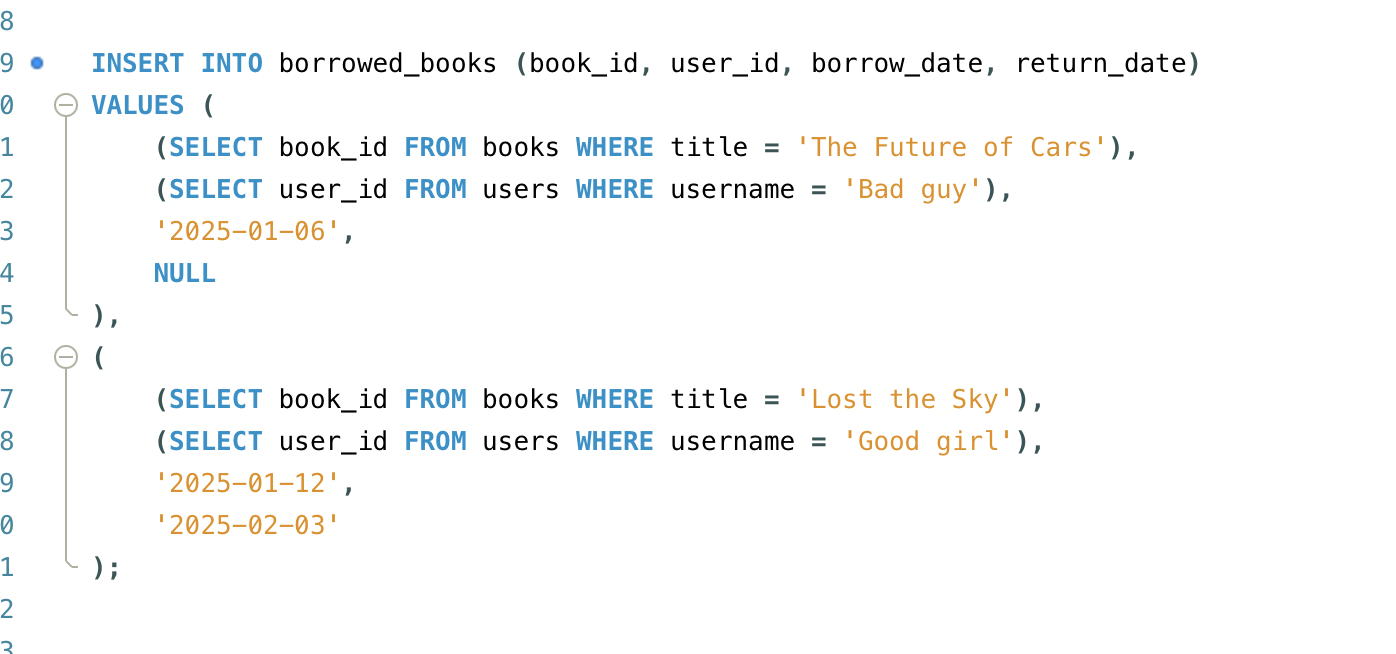 8
9 INSERT INTO borrowed_books (book_id, user_id, borrow_date, return_date)
0 VALUES (
1 (SELECT book_id FROM books WHERE title = 'The Future of Cars'),
2 (SELECT user_id FROM users WHERE username = 'Bad guy'),
3 '2025-01-06',
4 NULL
5 ),
6 (
7 (SELECT book_id FROM books WHERE title = 'Lost the Sky'),
8 (SELECT user_id FROM users WHERE username = 'Good girl'),
9 '2025-01-12',
0 '2025-02-03'
1 );
2
3